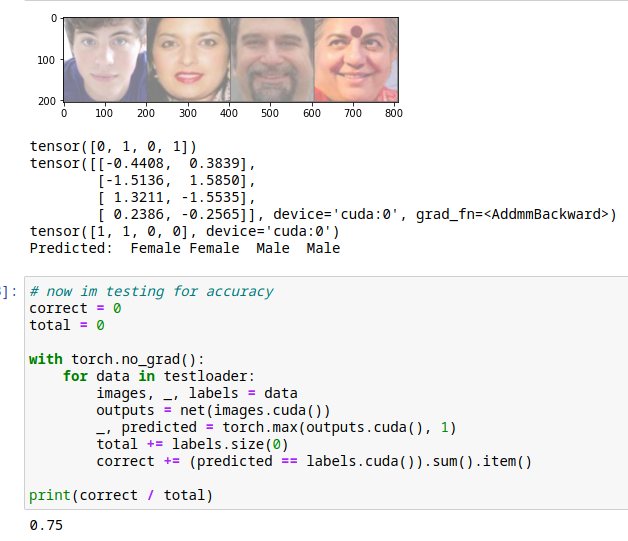 0
100
200
0 100 200 300 400 500 600 700 800
tensor([0, 1, 0, 1])
tensor([[-0.4408,  0.3839],
        [-1.5136,  1.5850],
        [ 1.3211, -1.5535],
        [ 0.2386, -0.2565]], device='cuda:0', grad_fn=<AddmmBackward>)
tensor([1, 1, 0, 0], device='cuda:0')
Predicted:  Female Female  Male  Male
]:
# now im testing for accuracy
correct = 0
total = 0
with torch.no_grad():
    for data in testloader:
        images, _, labels = data
        outputs = net(images.cuda())
        _, predicted = torch.max(outputs.cuda(), 1)
        total += labels.size(0)
        correct += (predicted == labels.cuda()).sum().item()
print(correct / total)
0.75